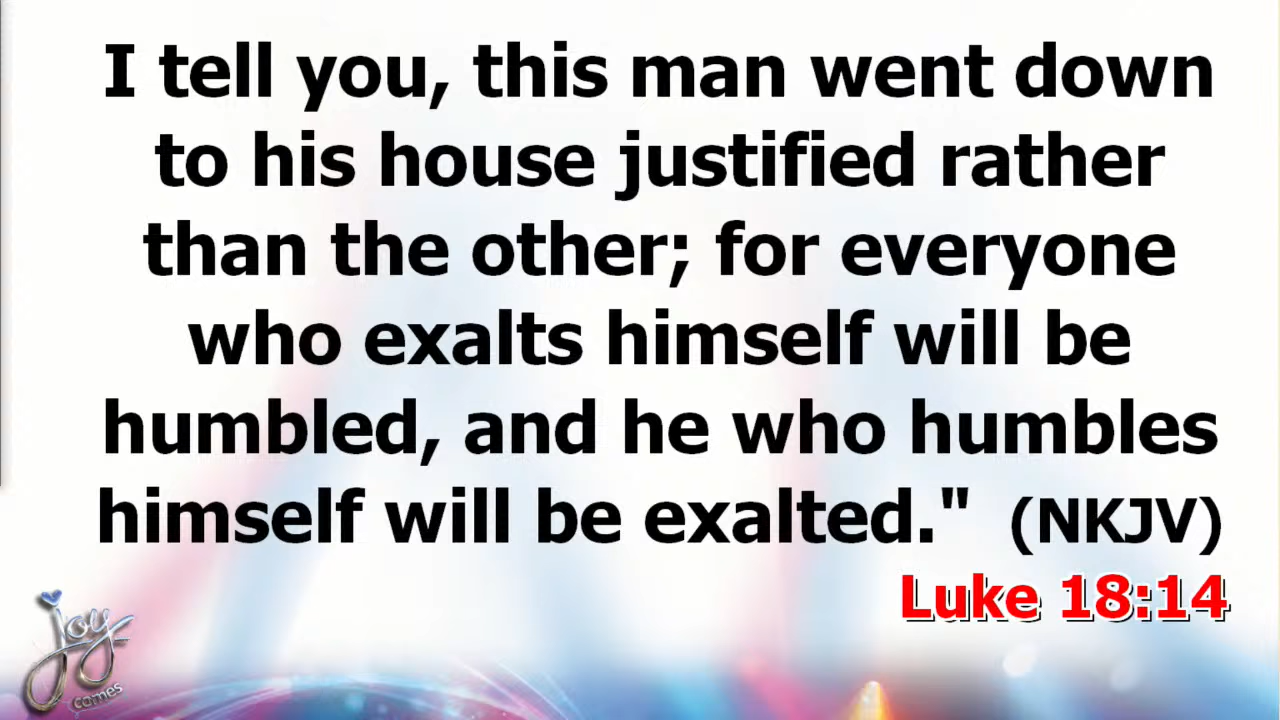 I tell you, this man went down
to his house justified rather
than the other; for everyone
who exalts himself will be
humbled, and he who humbles
himself will be exalted." (NKJV)
Luke 18:14
joy
comes